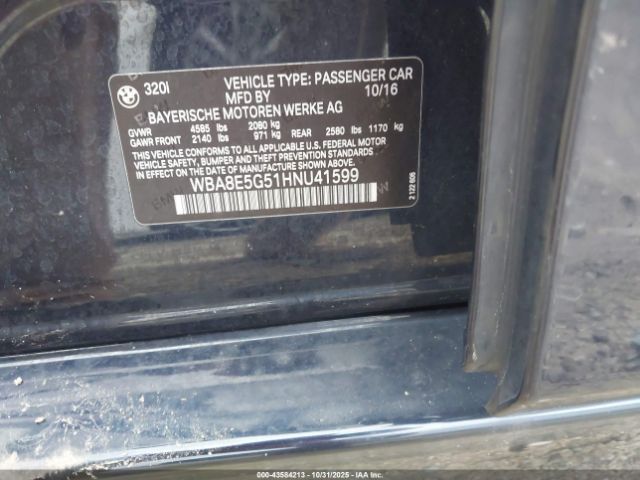 320I VEHICLE TYPE: PASSENGER CAR
MFD BY 10/16
BAYERISCHE MOTOREN WERKE AG
GVWR 4585 lbs 2080 kg
GAWR FRONT 2140 lbs 971 kg REAR 2580 lbs 1170 kg
THIS VEHICLE CONFORMS TO ALL APPLICABLE U.S. FEDERAL MOTOR
VEHICLE SAFETY, BUMPER AND THEFT PREVENTION STANDARDS
IN EFFECT ON THE DATE OF MANUFACTURE SHOWN ABOVE.
WBA8E5G51HNU41599
000-43584213 - 10/31/2025 - IAA, Inc.